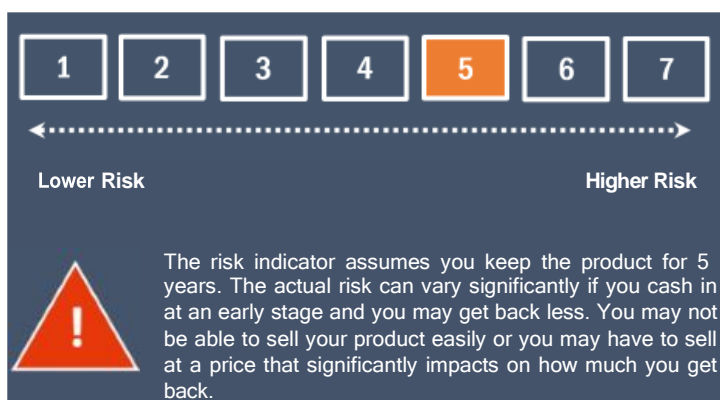 1 2 3 4 5 6 7
Lower Risk Higher Risk
The risk indicator assumes you keep the product for 5
years. The actual risk can vary significantly if you cash in
at an early stage and you may get back less. You may not
be able to sell your product easily or you may have to sell
at a price that significantly impacts on how much you get
back.
!